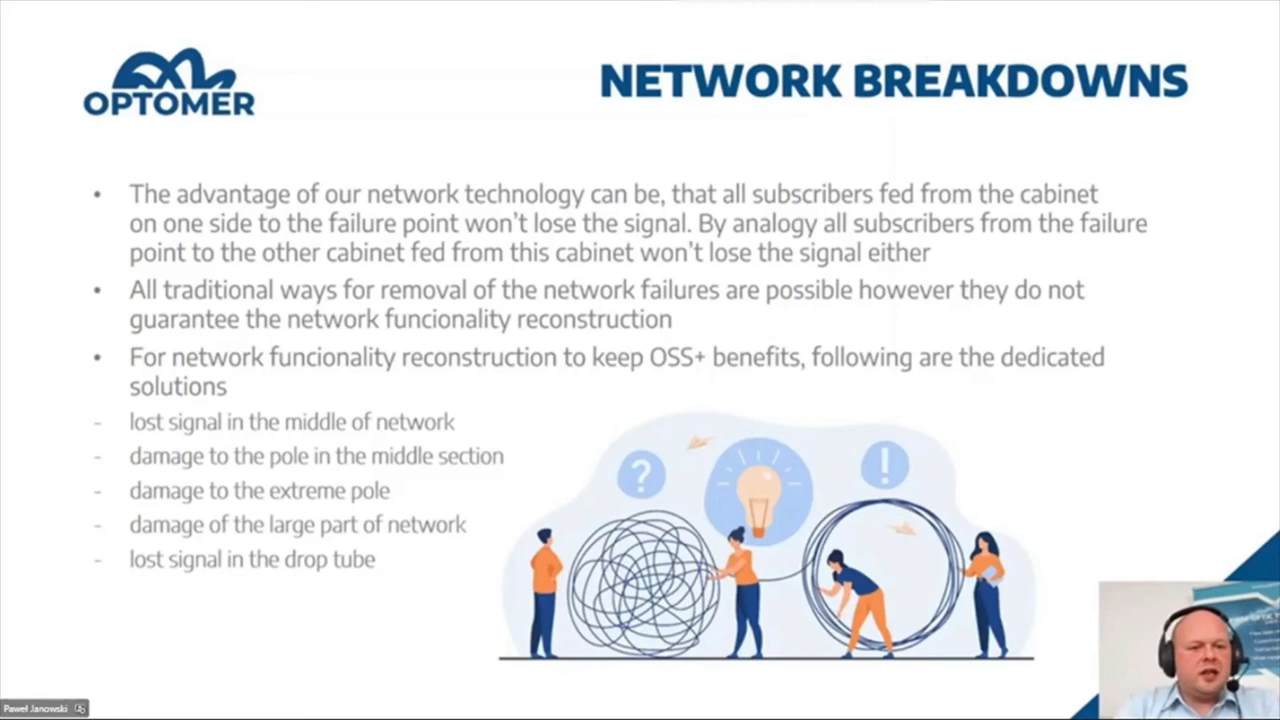 OPTOMER
NETWORK BREAKDOWNS
• The advantage of our network technology can be, that all subscribers fed from the cabinet
on one side to the failure point won't lose the signal. By analogy all subscribers from the failure
point to the other cabinet fed from this cabinet won't lose the signal either
• All traditional ways for removal of the network failures are possible however they do not
guarantee the network funcionality reconstruction
• For network funcionality reconstruction to keep OSS+ benefits, following are the dedicated
solutions
- lost signal in the middle of network
- damage to the pole in the middle section
- damage to the extreme pole
- damage of the large part of network
- lost signal in the drop tube
?
!
Paweł Janowski